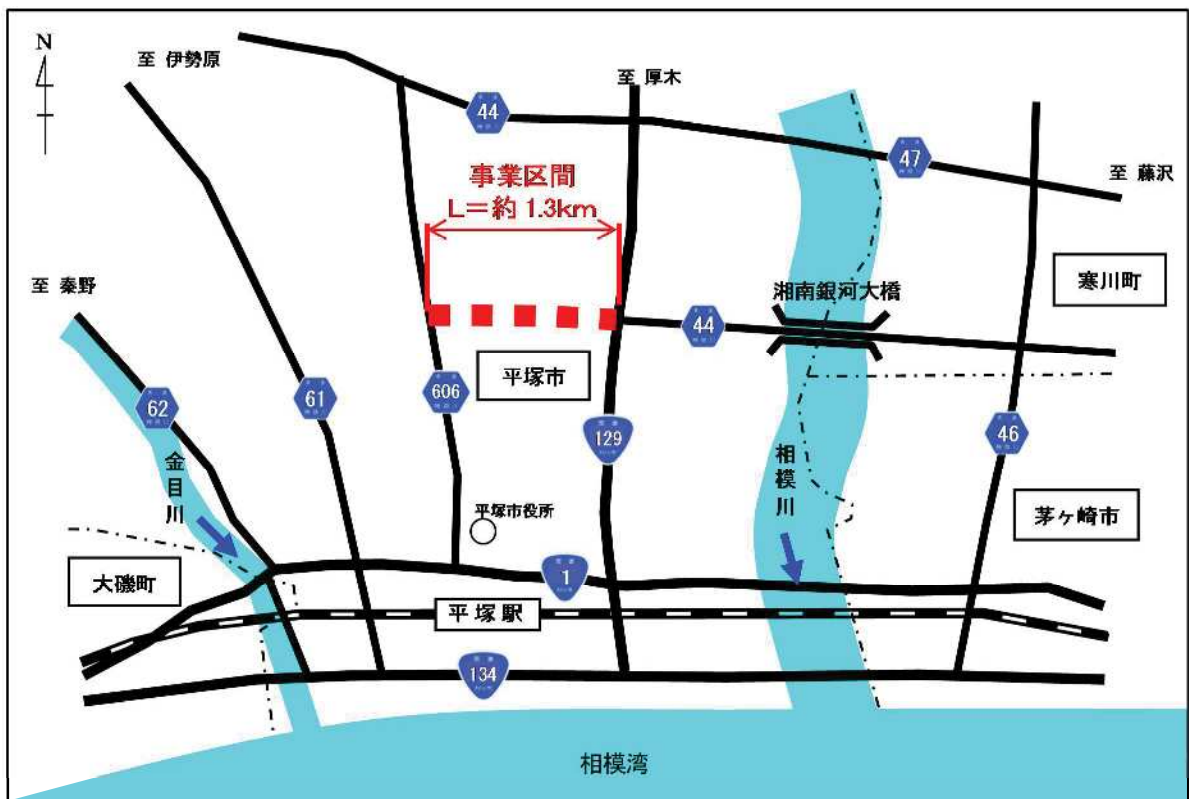 N
至 伊勢原
至 厚木
44
47
至 藤沢
事業区間
L=約 1.3km
至 秦野
寒川町
湘南銀河大橋
44
平塚市
62
61
606
129
46
金目川
相模川
平塚市役所
茅ヶ崎市
大磯町
1
平塚駅
134
相模湾